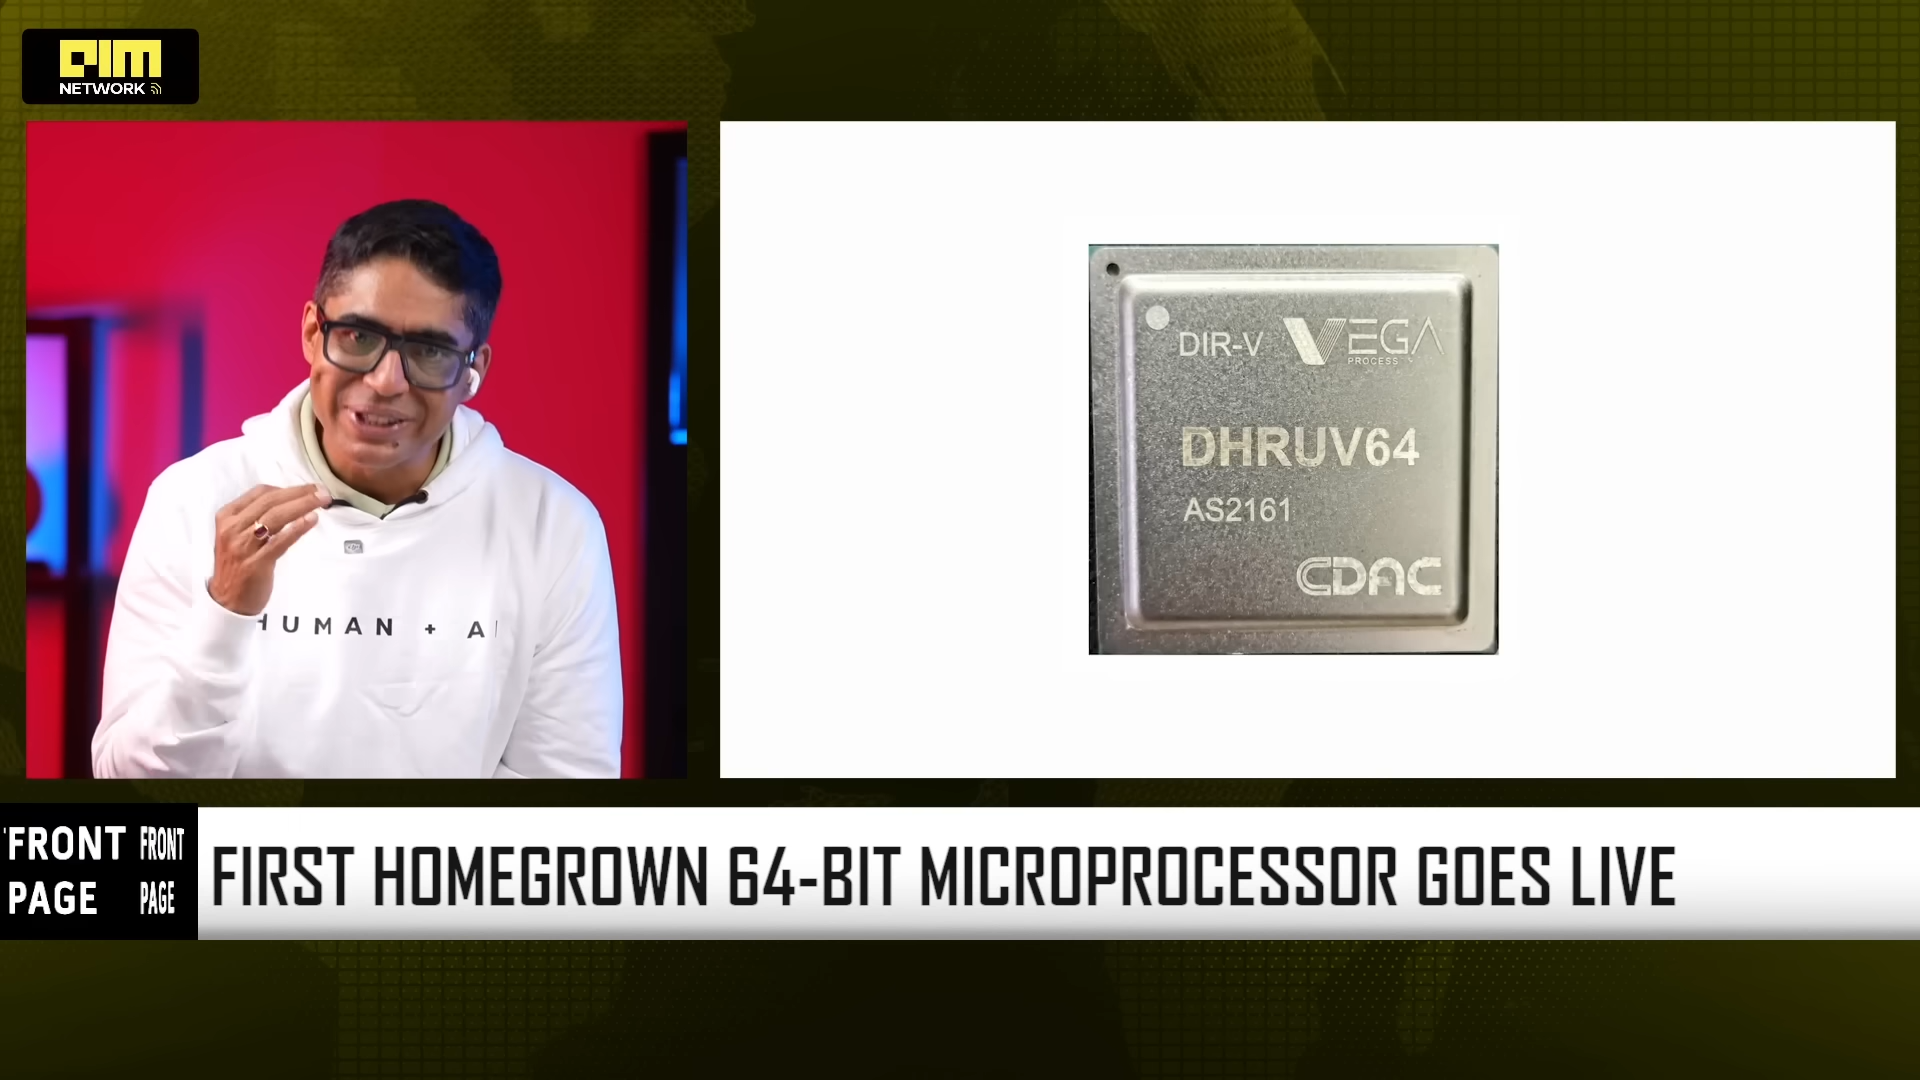 AIM
NETWORK
HUMAN + AI
DIR-V VEGA
PROCESS
DHRUV64
AS2161
CDAC
FRONT FRONT
PAGE PAGE
FIRST HOMEGROWN 64-BIT MICROPROCESSOR GOES LIVE